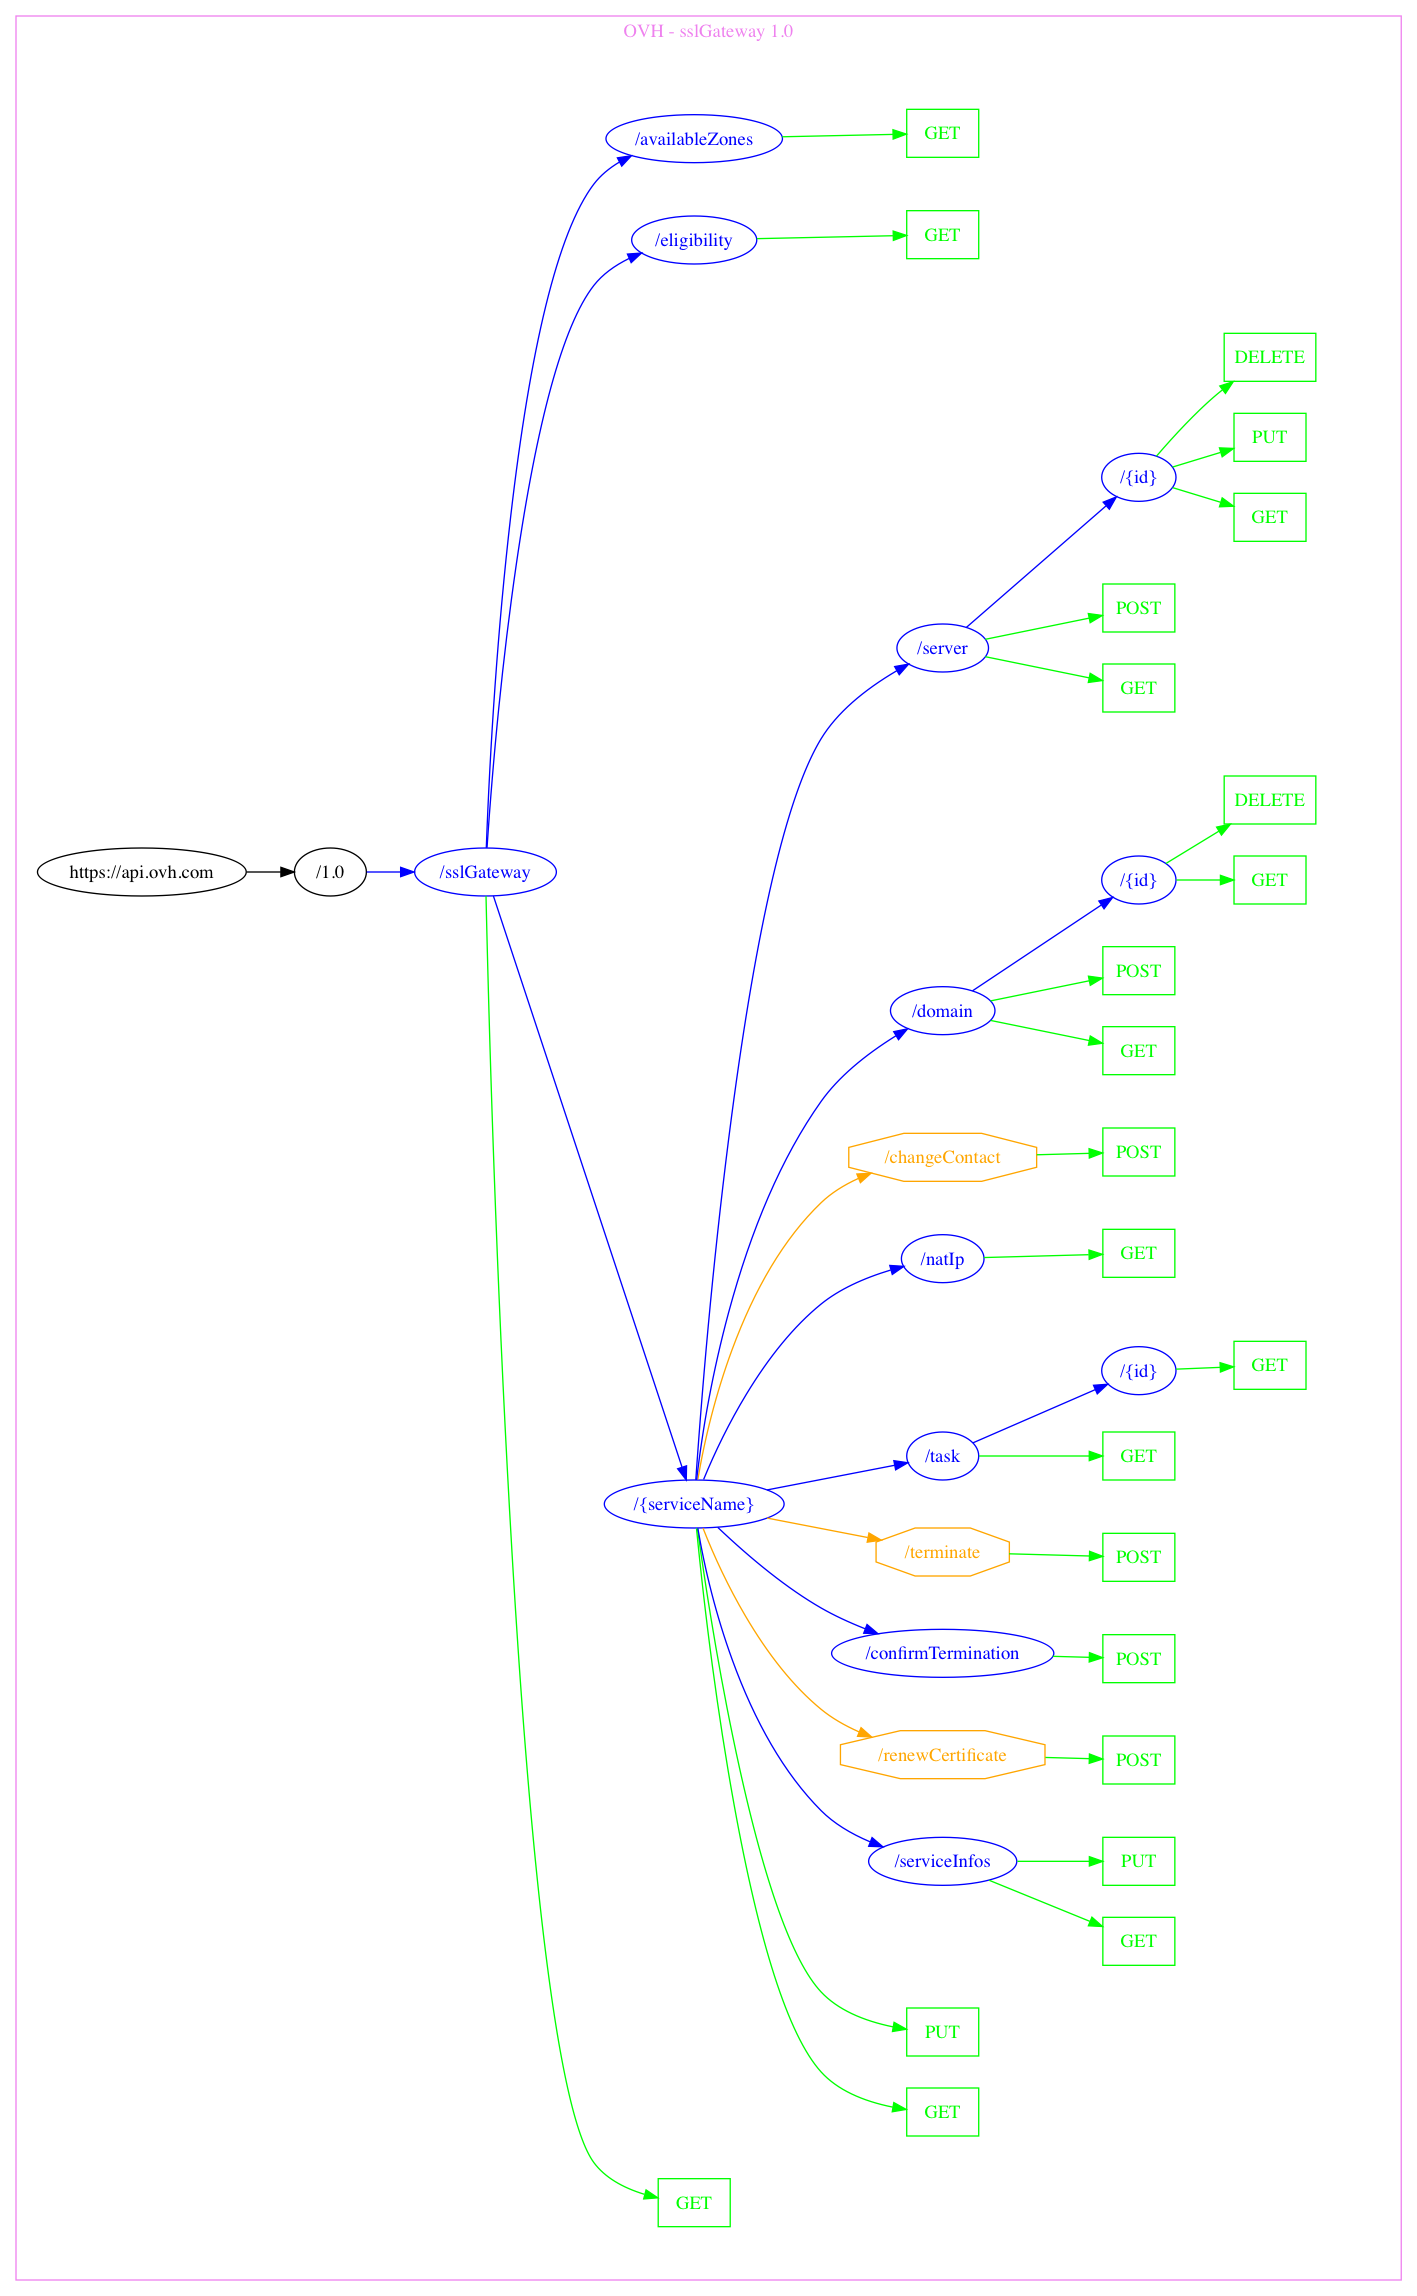 OVH - sslGateway 1.0
/availableZones
GET
/eligibility
GET
DELETE
PUT
/{id}
GET
POST
/server
GET
DELETE
https://api.ovh.com
/1.0
/sslGateway
/{id}
GET
POST
/domain
GET
/changeContact
POST
/natIp
GET
/{id}
GET
/task
GET
/{serviceName}
/terminate
POST
/confirmTermination
POST
/renewCertificate
POST
/serviceInfos
PUT
GET
PUT
GET
GET